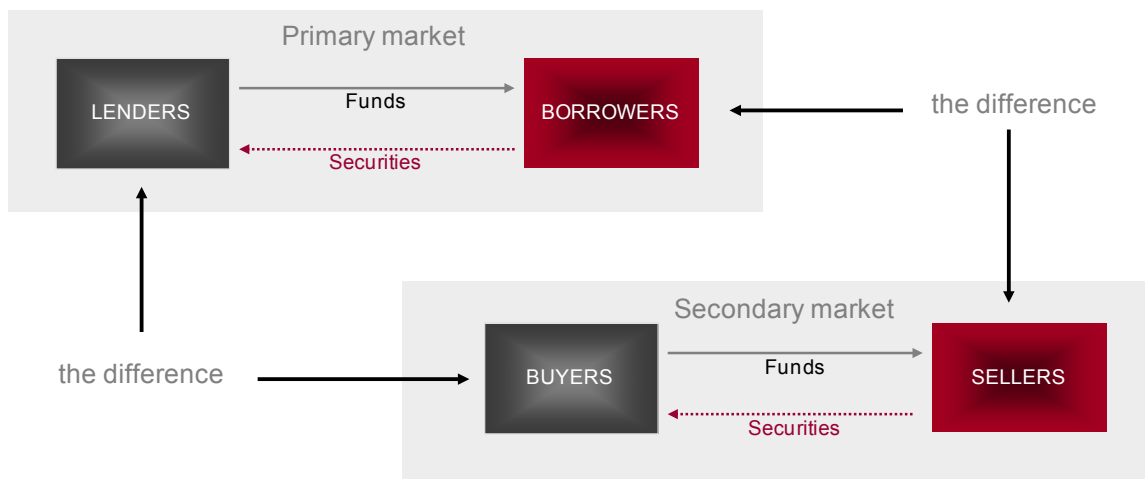 Primary market
LENDERS
Funds
BORROWERS
Securities
the difference
Secondary market
the difference
BUYERS
Funds
SELLERS
Securities